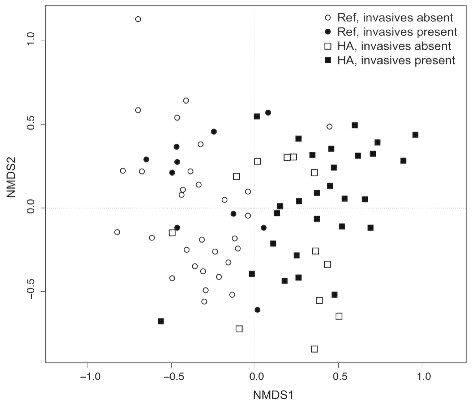 Ref, invasives absent
Ref, invasives present
HA, invasives absent
HA, invasives present
NMDS2
1.0
0.5
0.0
−0.5
−1.0
−0.5
0.0
0.5
1.0
NMDS1